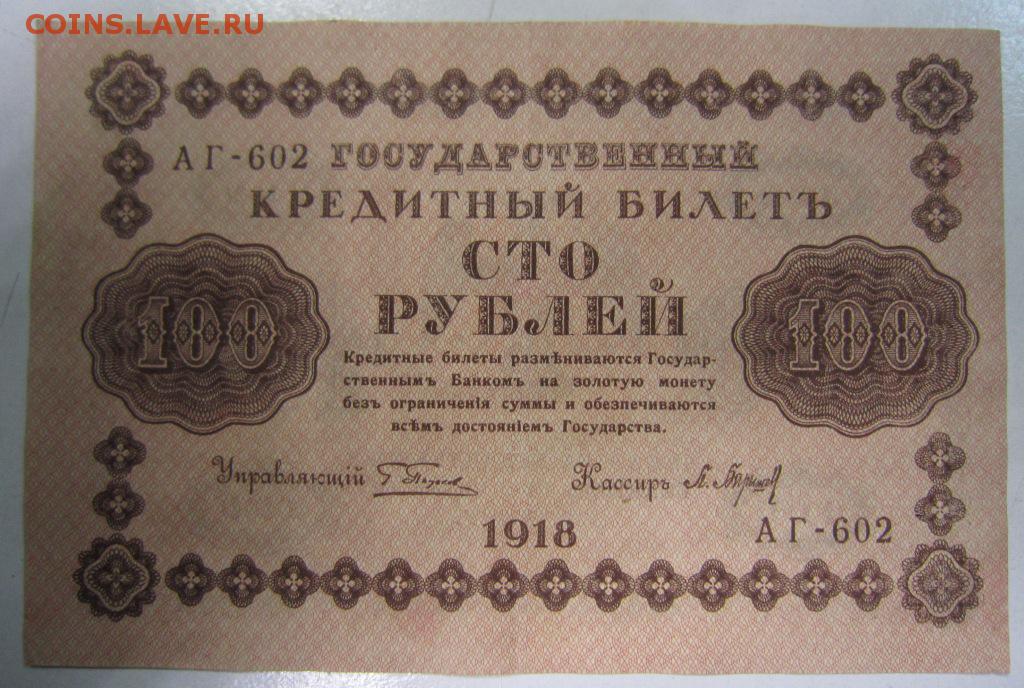 COINS.LAVE.RU
АГ-602 ГОСУДАРСТВЕННЫЙ
КРЕДИТНЫЙ БИЛЕТЪ
СТО
РУБЛЕЙ
100
100
Кредитные билеты размѣниваются Государ-
ственнымъ Банкомъ на золотую монету
безъ ограниченія суммы и обезпечиваются
всѣмъ достояніемъ Государства.
Управляющій
Кассиръ
1918
АГ-602